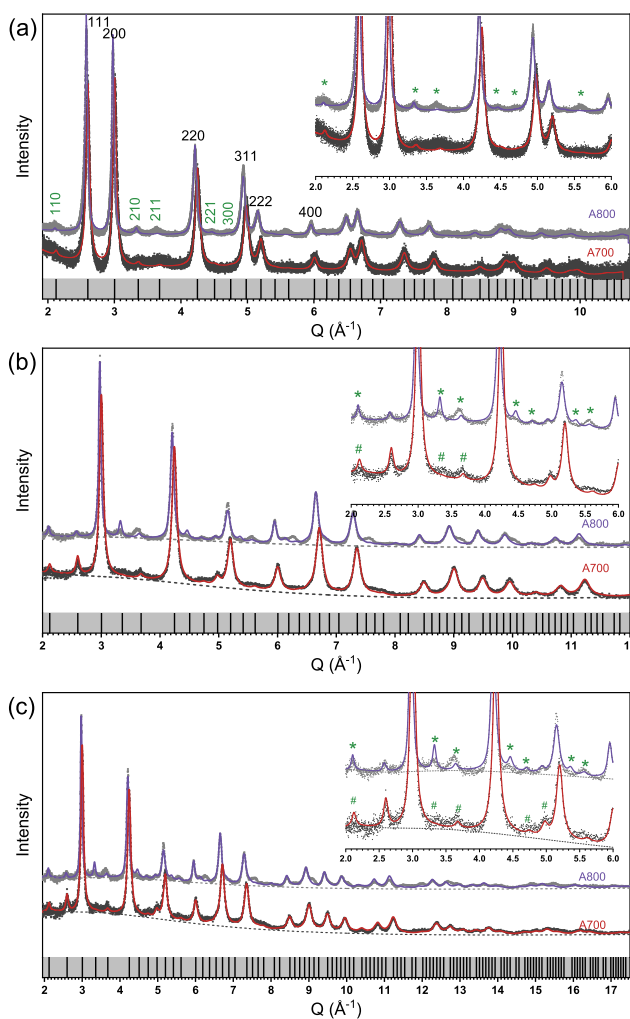 (a)
111
200
110
210
211
220
221
300
311
222
400
A800
A700
* * * * * *
2.0 2.5 3.0 3.5 4.0 4.5 5.0 5.5 6.0
Intensity
2 3 4 5 6 7 8 9 10
Q (Å⁻¹)
(b)
* * * * * * *
# # #
2.0 2.5 3.0 3.5 4.0 4.5 5.0 5.5 6.0
A800
A700
Intensity
2 3 4 5 6 7 8 9 10 11
Q (Å⁻¹)
(c)
* * * * * * *
# # # # #
2.0 2.5 3.0 3.5 4.0 4.5 5.0 5.5 6.0
A800
A700
Intensity
2 3 4 5 6 7 8 9 10 11 12 13 14 15 16 17
Q (Å⁻¹)